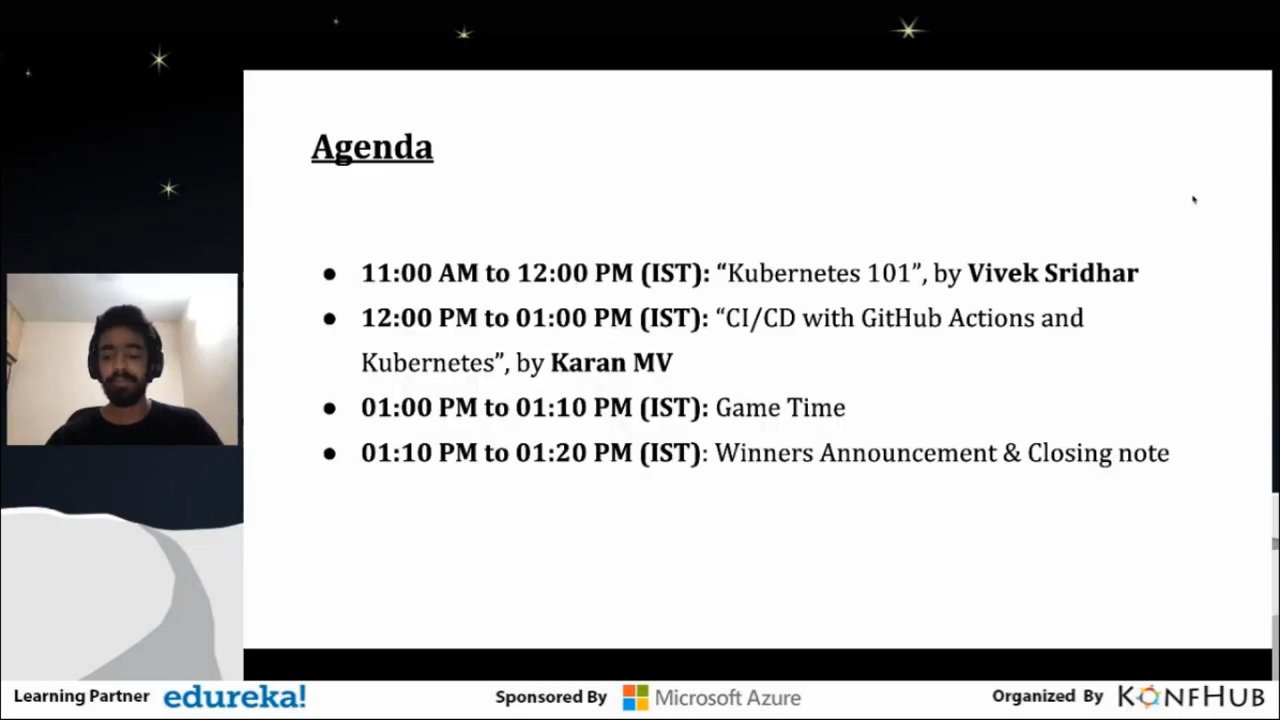 Agenda
● 11:00 AM to 12:00 PM (IST): “Kubernetes 101”, by Vivek Sridhar
● 12:00 PM to 01:00 PM (IST): “CI/CD with GitHub Actions and
Kubernetes”, by Karan MV
● 01:00 PM to 01:10 PM (IST): Game Time
● 01:10 PM to 01:20 PM (IST): Winners Announcement & Closing note
Learning Partner edureka! Sponsored By Microsoft Azure Organized By KONFHUB